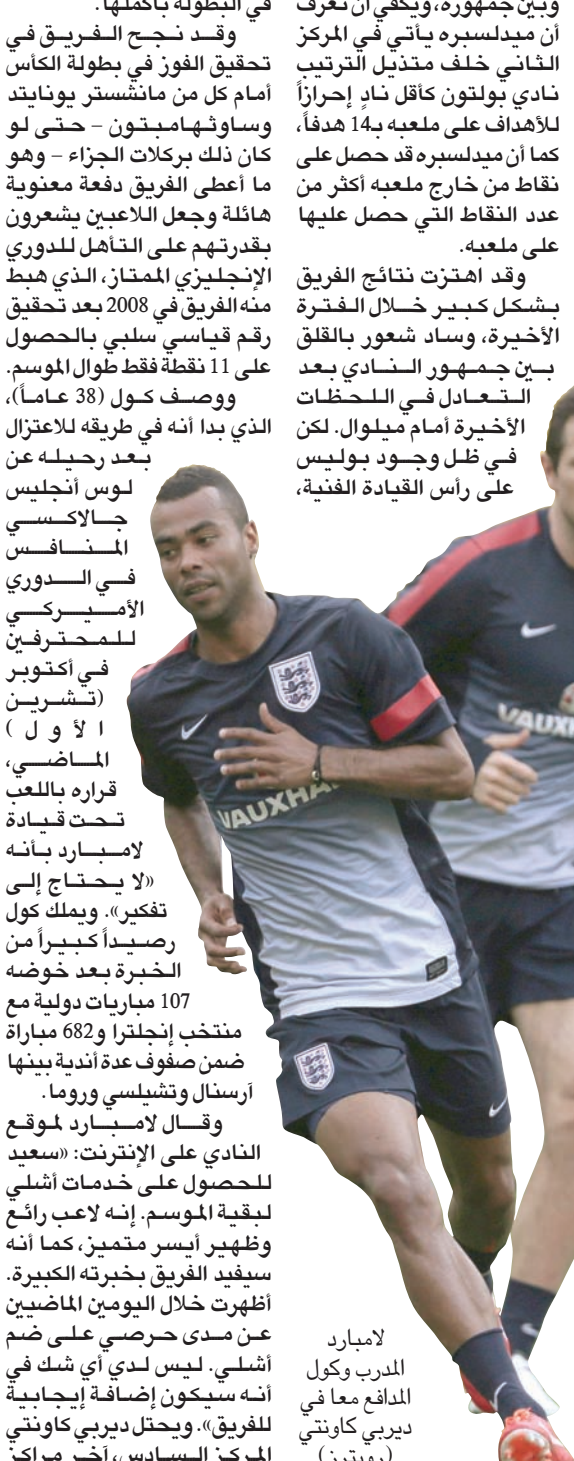 وبين جمهوره، ويكفي أن نعرف
أن ميدلسبره يأتي في المركز
الثاني خلف متذيل الترتيب
نادي بولتون كأقل نادٍ إحرازاً
للأهداف على ملعبه بـ14 هدفاً،
كما أن ميدلسبره قد حصل على
نقاط من خارج ملعبه أكثر من
عدد النقاط التي حصل عليها
على ملعبه.
وقد اهتزت نتائج الفريق
بشكل كبير خلال الفترة
الأخيرة، وساد شعور بالقلق
بين جمهور النادي بعد
التعادل في اللحظات
الأخيرة أمام ميلوال. لكن
في ظل وجود بوليس
على رأس القيادة الفنية،
في البطولة بأكملها.
وقد نجح الفريق في
تحقيق الفوز في بطولة الكأس
أمام كل من مانشستر يونايتد
وساوثهامبتون – حتى لو
كان ذلك بركلات الجزاء – وهو
ما أعطى الفريق دفعة معنوية
هائلة وجعل اللاعبين يشعرون
بقدرتهم على التأهل للدوري
الإنجليزي الممتاز، الذي هبط
منه الفريق في 2008 بعد تحقيق
رقم قياسي سلبي بالحصول
على 11 نقطة فقط طوال الموسم.
ووصف كول (38 عاماً)،
الذي بدا أنه في طريقه للاعتزال
بعد رحيله عن
لوس أنجليس
جالاكسي
المنافس
في الدوري
الأميركي
للمحترفين
في أكتوبر
(تشرين
الأول)
الماضي،
قراره باللعب
تحت قيادة
لامبارد بأنه
«لا يحتاج إلى
تفكير». ويملك كول
رصيداً كبيراً من
الخبرة بعد خوضه
107 مباريات دولية مع
منتخب إنجلترا و682 مباراة
ضمن صفوف عدة أندية بينها
آرسنال وتشيلسي وروما.
وقال لامبارد لموقع
النادي على الإنترنت: «سعيد
للحصول على خدمات أشلي
لبقية الموسم. إنه لاعب رائع
وظهير أيسر متميز، كما أنه
سيفيد الفريق بخبرته الكبيرة.
أظهرت خلال اليومين الماضيين
عن مدى حرصي على ضم
أشلي. ليس لدي أي شك في
أنه سيكون إضافة إيجابية
للفريق». ويحتل ديربي كاونتي
المركز السادس، آخر مراكز
لامبارد
المدرب وكول
المدافع معا في
ديربي كاونتي
(رويترز)
VAUXHA
VAUXH